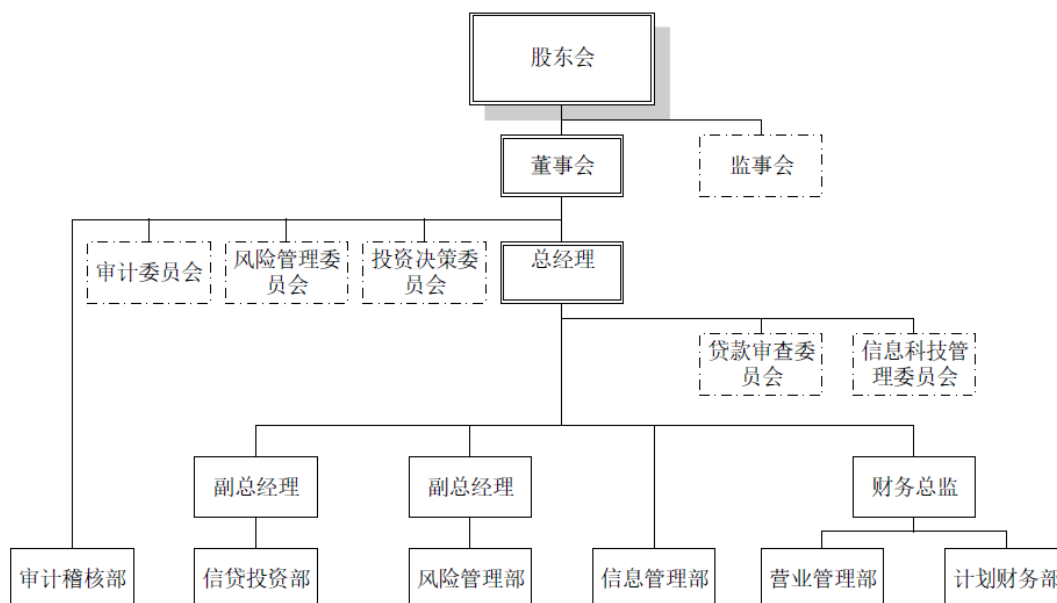 股东会
董事会
监事会
审计委员会
风险管理委
员会
投资决策委
员会
总经理
贷款审查委
员会
信息科技管
理委员会
副总经理
副总经理
财务总监
审计稽核部
信贷投资部
风险管理部
信息管理部
营业管理部
计划财务部